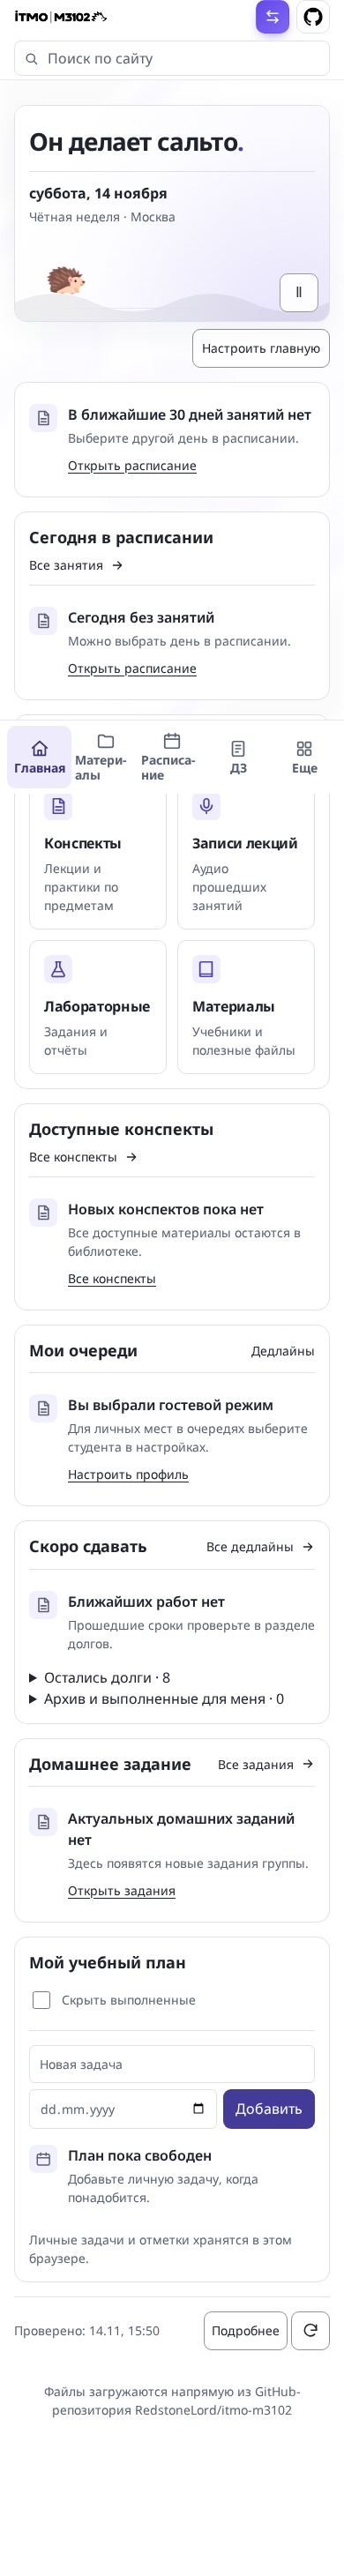 ITMO | M3102
Поиск по сайту
Он делает сальто.
суббота, 14 ноября
Чётная неделя · Москва
Настроить главную
В ближайшие 30 дней занятий нет
Выберите другой день в расписании.
Открыть расписание
Сегодня в расписании
Все занятия →
Сегодня без занятий
Можно выбрать день в расписании.
Открыть расписание
Главная
Матери-
алы
Расписа-
ние
ДЗ
Еще
Конспекты
Лекции и
практики по
предметам
Записи лекций
Аудио
прошедших
занятий
Лабораторные
Задания и
отчёты
Материалы
Учебники и
полезные файлы
Доступные конспекты
Все конспекты →
Новых конспектов пока нет
Все доступные материалы остаются в
библиотеке.
Все конспекты
Мои очереди
Дедлайны
Вы выбрали гостевой режим
Для личных мест в очередях выберите
студента в настройках.
Настроить профиль
Скоро сдавать
Все дедлайны →
Ближайших работ нет
Прошедшие сроки проверьте в разделе
долгов.
Остались долги · 8
Архив и выполненные для меня · 0
Домашнее задание
Все задания →
Актуальных домашних заданий
нет
Здесь появятся новые задания группы.
Открыть задания
Мой учебный план
Скрыть выполненные
Новая задача
dd.mm.yyyy
Добавить
План пока свободен
Добавьте личную задачу, когда
понадобится.
Личные задачи и отметки хранятся в этом
браузере.
Проверено: 14.11, 15:50
Подробнее
Файлы загружаются напрямую из GitHub-
репозитория RedstoneLord/itmo-m3102